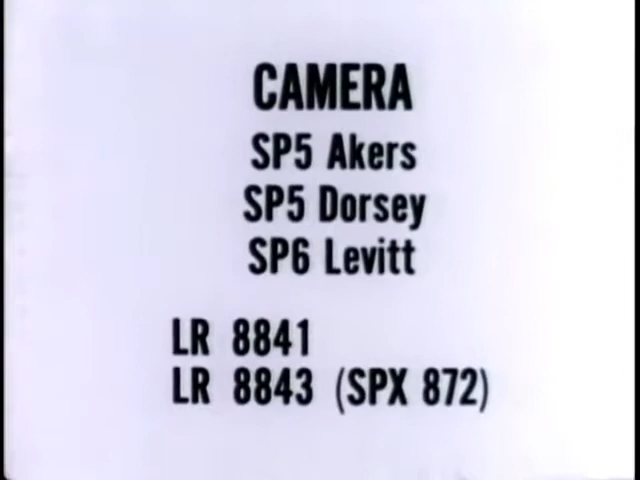 CAMERA
SP5 Akers
SP5 Dorsey
SP6 Levitt
LR 8841
LR 8843 (SPX 872)